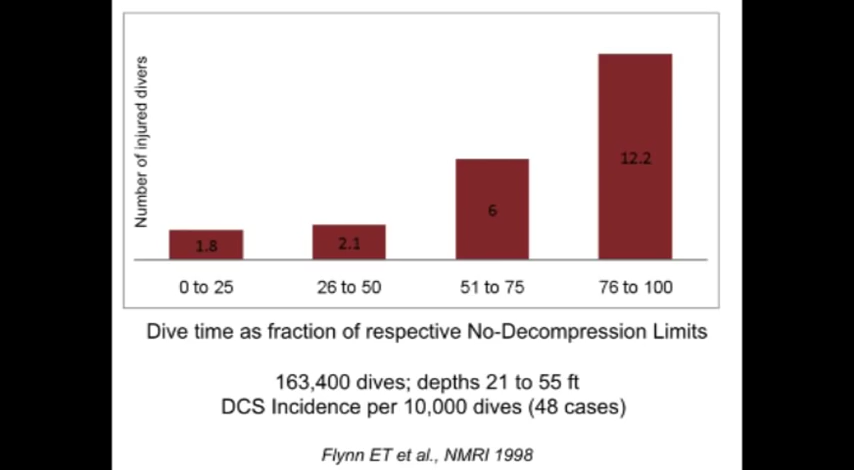 Number of injured divers
1.8
2.1
6
12.2
0 to 25
26 to 50
51 to 75
76 to 100
Dive time as fraction of respective No-Decompression Limits
163,400 dives; depths 21 to 55 ft
DCS Incidence per 10,000 dives (48 cases)
Flynn ET et al., NMRI 1998